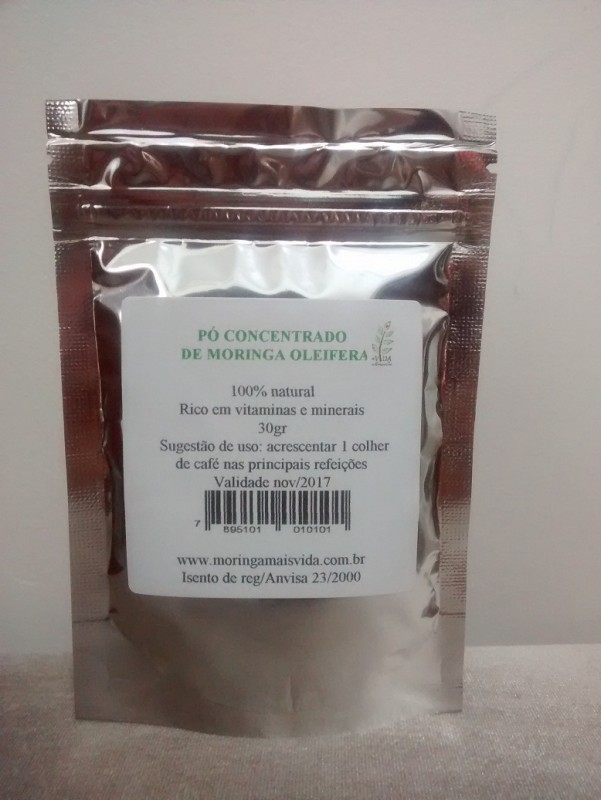 PÓ CONCENTRADO
DE MORINGA OLEIFERA
100% natural
Rico em vitaminas e minerais
30gr
Sugestão de uso: acrescentar 1 colher
de café nas principais refeições
Validade nov/2017
7 895101 010101
www.moringamaisvida.com.br
Isento de reg/Anvisa 23/2000